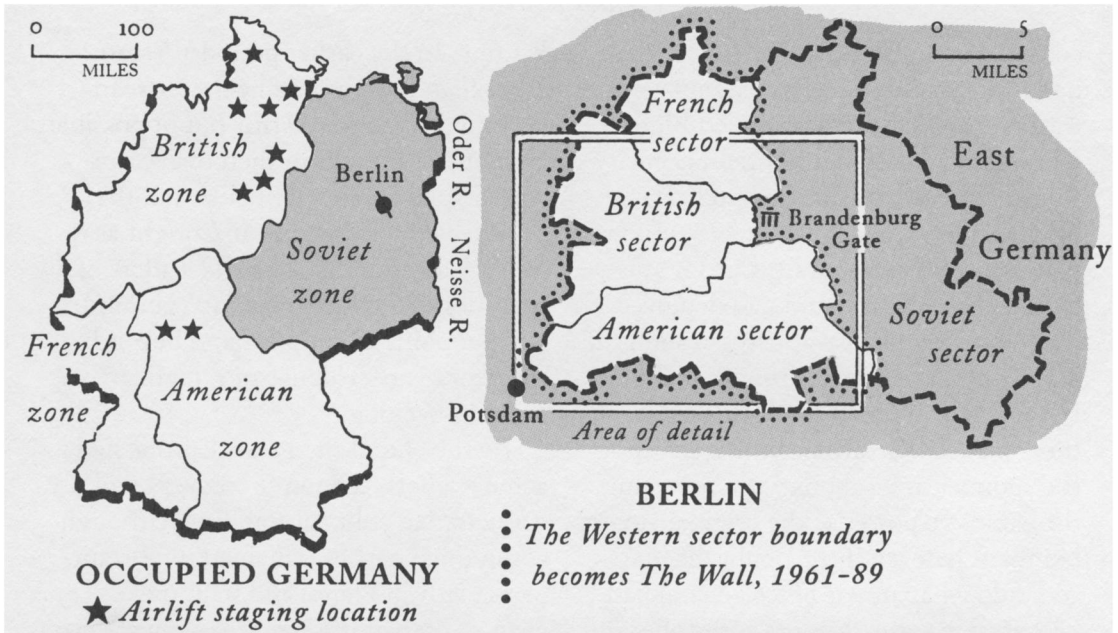 0 100
MILES
British
zone
Berlin
Oder R.
Neisse R.
Soviet
zone
French
zone
American
zone
OCCUPIED GERMANY
★ Airlift staging location
0 5
MILES
French
sector
East
Germany
British
sector
Brandenburg
Gate
American sector
Soviet
sector
Potsdam
Area of detail
BERLIN
The Western sector boundary
becomes The Wall, 1961-89